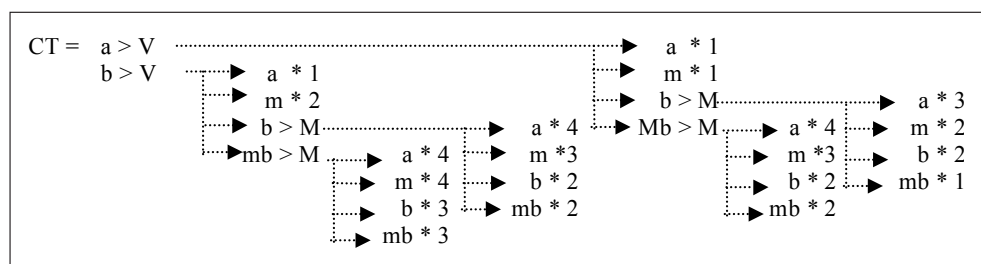 CT = a > V a * 1
b > V a * 1 m * 1
m * 2 b > M a * 3
b > M a * 4 Mb > M a * 4 m * 2
mb > M a * 4 m *3 m *3 b * 2
m * 4 b * 2 b * 2 mb * 1
b * 3 mb * 2 mb * 2
mb * 3